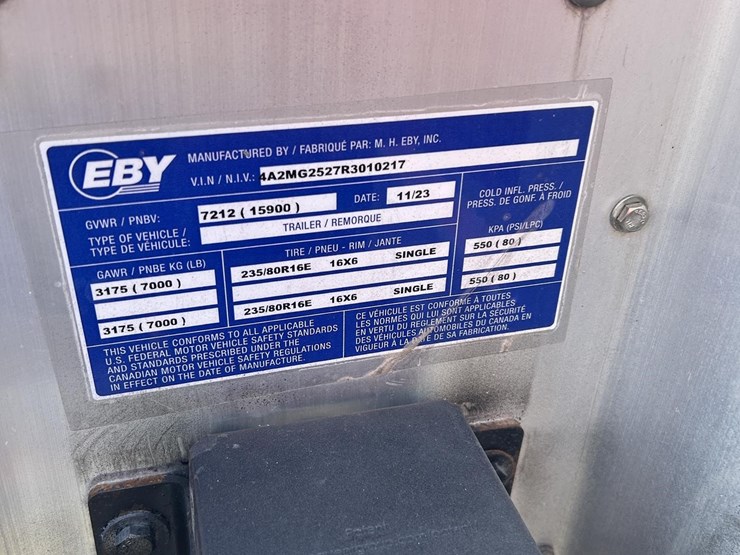 EBY
MANUFACTURED BY / FABRIQUÉ PAR: M. H. EBY, INC.
V.I.N / N.I.V.: 4A2MG2527R3010217
GVWR / PNBV: 7212 ( 15900 ) DATE: 11/23
TYPE OF VEHICLE / TRAILER / REMORQUE
TYPE DE VÉHICULE:
COLD INFL. PRESS. /
PRESS. DE GONF. À FROID
GAWR / PNBE KG (LB) TIRE / PNEU - RIM / JANTE KPA (PSI/LPC)
3175 ( 7000 ) 235/80R16E 16X6 SINGLE 550 ( 80 )
3175 ( 7000 ) 235/80R16E 16X6 SINGLE 550 ( 80 )
THIS VEHICLE CONFORMS TO ALL APPLICABLE
U.S. FEDERAL MOTOR VEHICLE SAFETY STANDARDS
AND STANDARDS PRESCRIBED UNDER THE
CANADIAN MOTOR VEHICLE SAFETY REGULATIONS
IN EFFECT ON THE DATE OF MANUFACTURE.
CE VÉHICULE EST CONFORME À TOUTES
LES NORMES QUI LUI SONT APPLICABLES
EN VERTU DU RÈGLEMENT SUR LA SÉCURITÉ
DES VÉHICULES AUTOMOBILES DU CANADA EN
VIGUEUR À LA DATE DE SA FABRICATION.